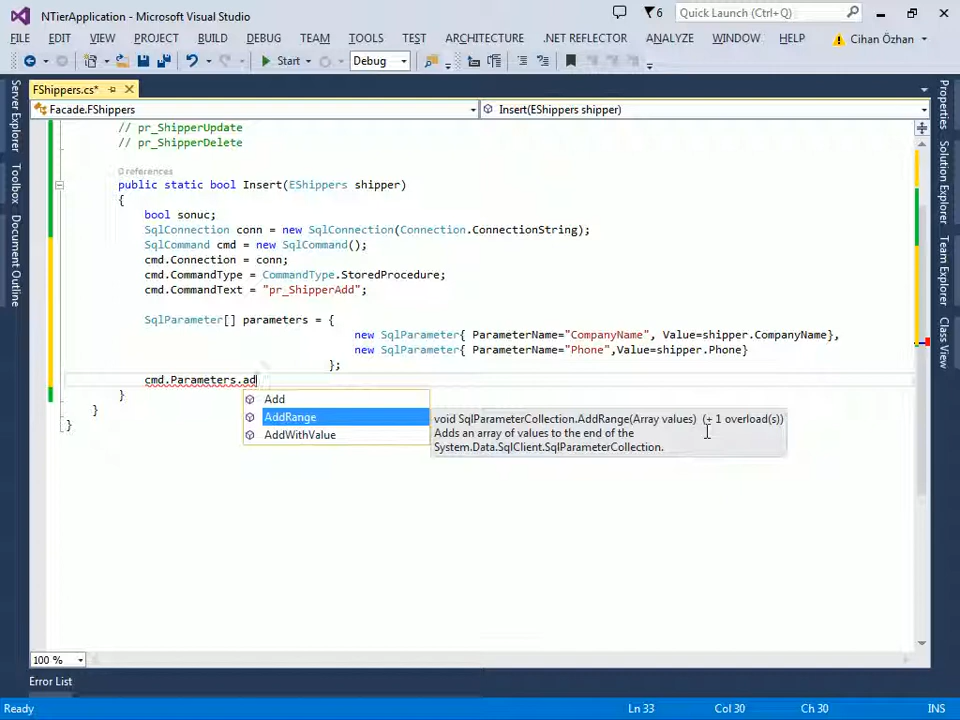 NTierApplication - Microsoft Visual Studio
6
Quick Launch (Ctrl+Q)
FILE EDIT VIEW PROJECT BUILD DEBUG TEAM TOOLS TEST ARCHITECTURE .NET REFLECTOR ANALYZE WINDOW HELP Cihan Özhan
Start Debug
FShippers.cs*
Facade.FShippers Insert(EShippers shipper)
Server Explorer
Toolbox
Document Outline
// pr_ShipperUpdate
// pr_ShipperDelete
0 references
public static bool Insert(EShippers shipper)
{
bool sonuc;
SqlConnection conn = new SqlConnection(Connection.ConnectionString);
SqlCommand cmd = new SqlCommand();
cmd.Connection = conn;
cmd.CommandType = CommandType.StoredProcedure;
cmd.CommandText = "pr_ShipperAdd";
SqlParameter[] parameters = {
new SqlParameter{ ParameterName="CompanyName", Value=shipper.CompanyName},
new SqlParameter{ ParameterName="Phone",Value=shipper.Phone}
};
cmd.Parameters.ad
}
}
}
Add
AddRange
AddWithValue
void SqlParameterCollection.AddRange(Array values) (+ 1 overload(s))
Adds an array of values to the end of the
System.Data.SqlClient.SqlParameterCollection.
Properties
Solution Explorer
Team Explorer
Class View
100 %
Error List
Ready Ln 33 Col 30 Ch 30 INS